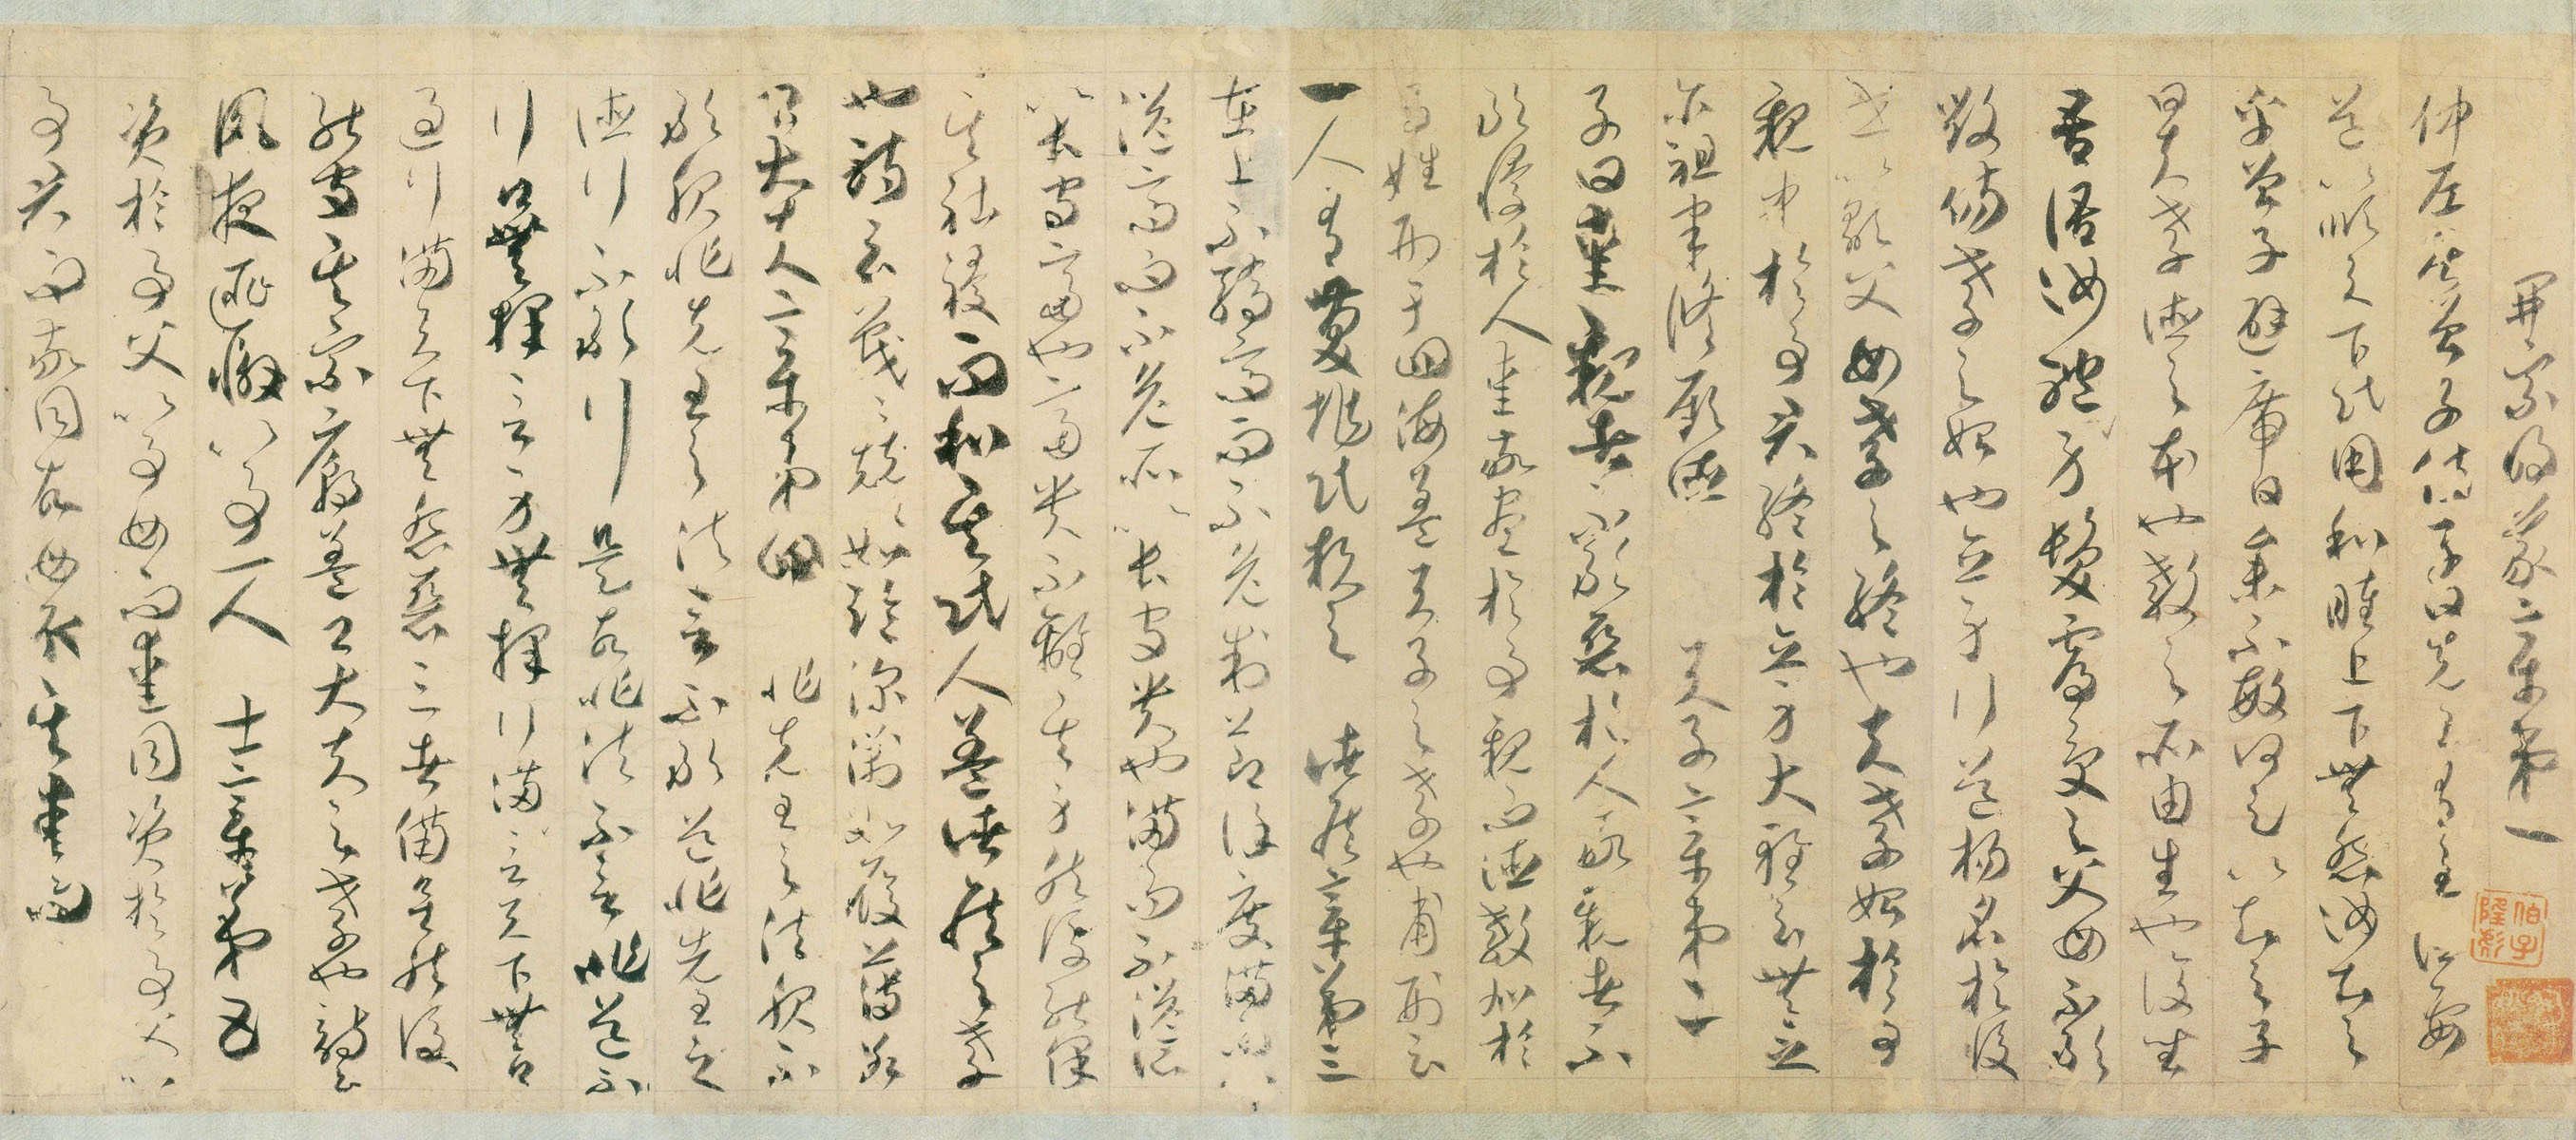 開宗明義章第一
仲尼居曾子侍子曰先王有至德要
道以順天下民用和睦上下無怨汝知之
乎曾子避席曰參不敏何足以知之子
曰夫孝德之本也教之所由生也復坐
吾語汝體身髮膚受之父母不敢
毀傷孝之始也立身行道揚名於後
世以顯父母孝之終也夫孝始於事
親中於事君終於立身大雅云無念
爾祖聿脩厥德 天子章第二
子曰愛親者不敢惡於人敬親者不
敢慢於人愛敬盡於事親而德教加於
百姓刑于四海蓋天子之孝也甫刑云
一人有慶兆民賴之 諸侯章第三
在上不驕高而不危制節謹度滿而不
溢高而不危所以長守貴也滿而不溢所
以長守富也富貴不離其身然後能保
其社稷而和其民人蓋諸侯之孝
也詩云戰戰兢兢如臨深淵如履薄冰
卿大夫章第四 非先王之法服不
敢服非先王之法言不敢道非先王之
德行不敢行是故非法不言非道不
行口無擇言身無擇行言滿天下無口
過行滿天下無怨惡三者備矣然後
能守其宗廟蓋卿大夫之孝也詩云
夙夜匪懈以事一人 士章第五
資於事父以事母而愛同資於事父以
事君而敬同故母取其愛而